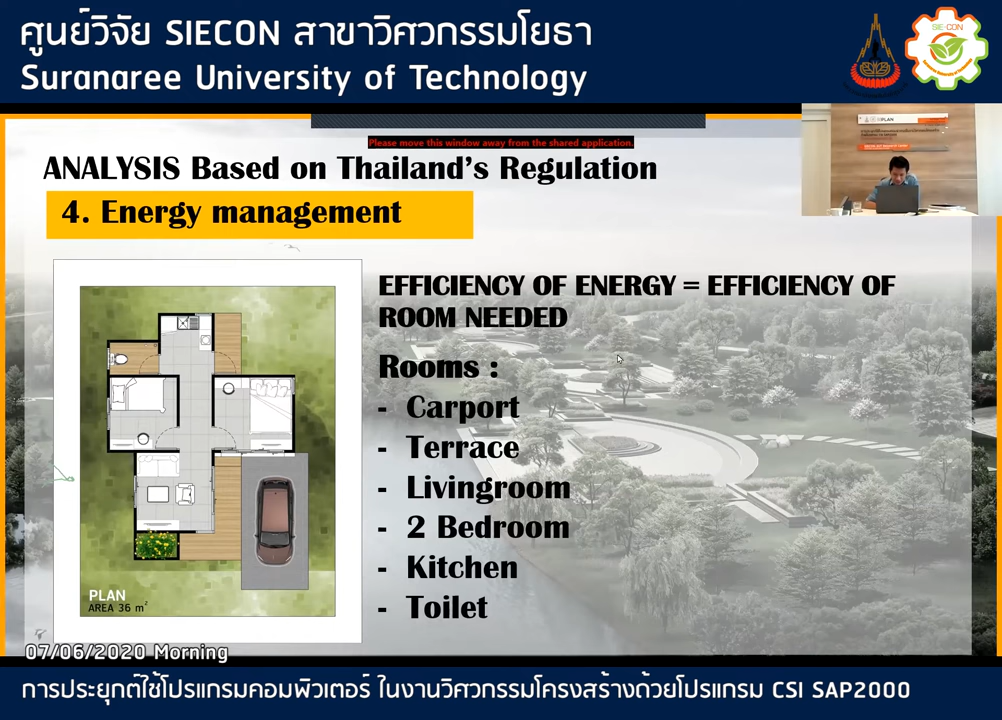 ศูนย์วิจัย SIECON สาขาวิศวกรรมโยธา
Suranaree University of Technology
SIE-CON
Please move this window away from the shared application.
ANALYSIS Based on Thailand's Regulation
4. Energy management
EFFICIENCY OF ENERGY = EFFICIENCY OF
ROOM NEEDED
Rooms :
- Carport
- Terrace
- Livingroom
- 2 Bedroom
- Kitchen
- Toilet
PLAN
AREA 36 m²
07/06/2020 Morning
การประยุกต์ใช้โปรแกรมคอมพิวเตอร์ ในงานวิศวกรรมโครงสร้างด้วยโปรแกรม CSI SAP2000